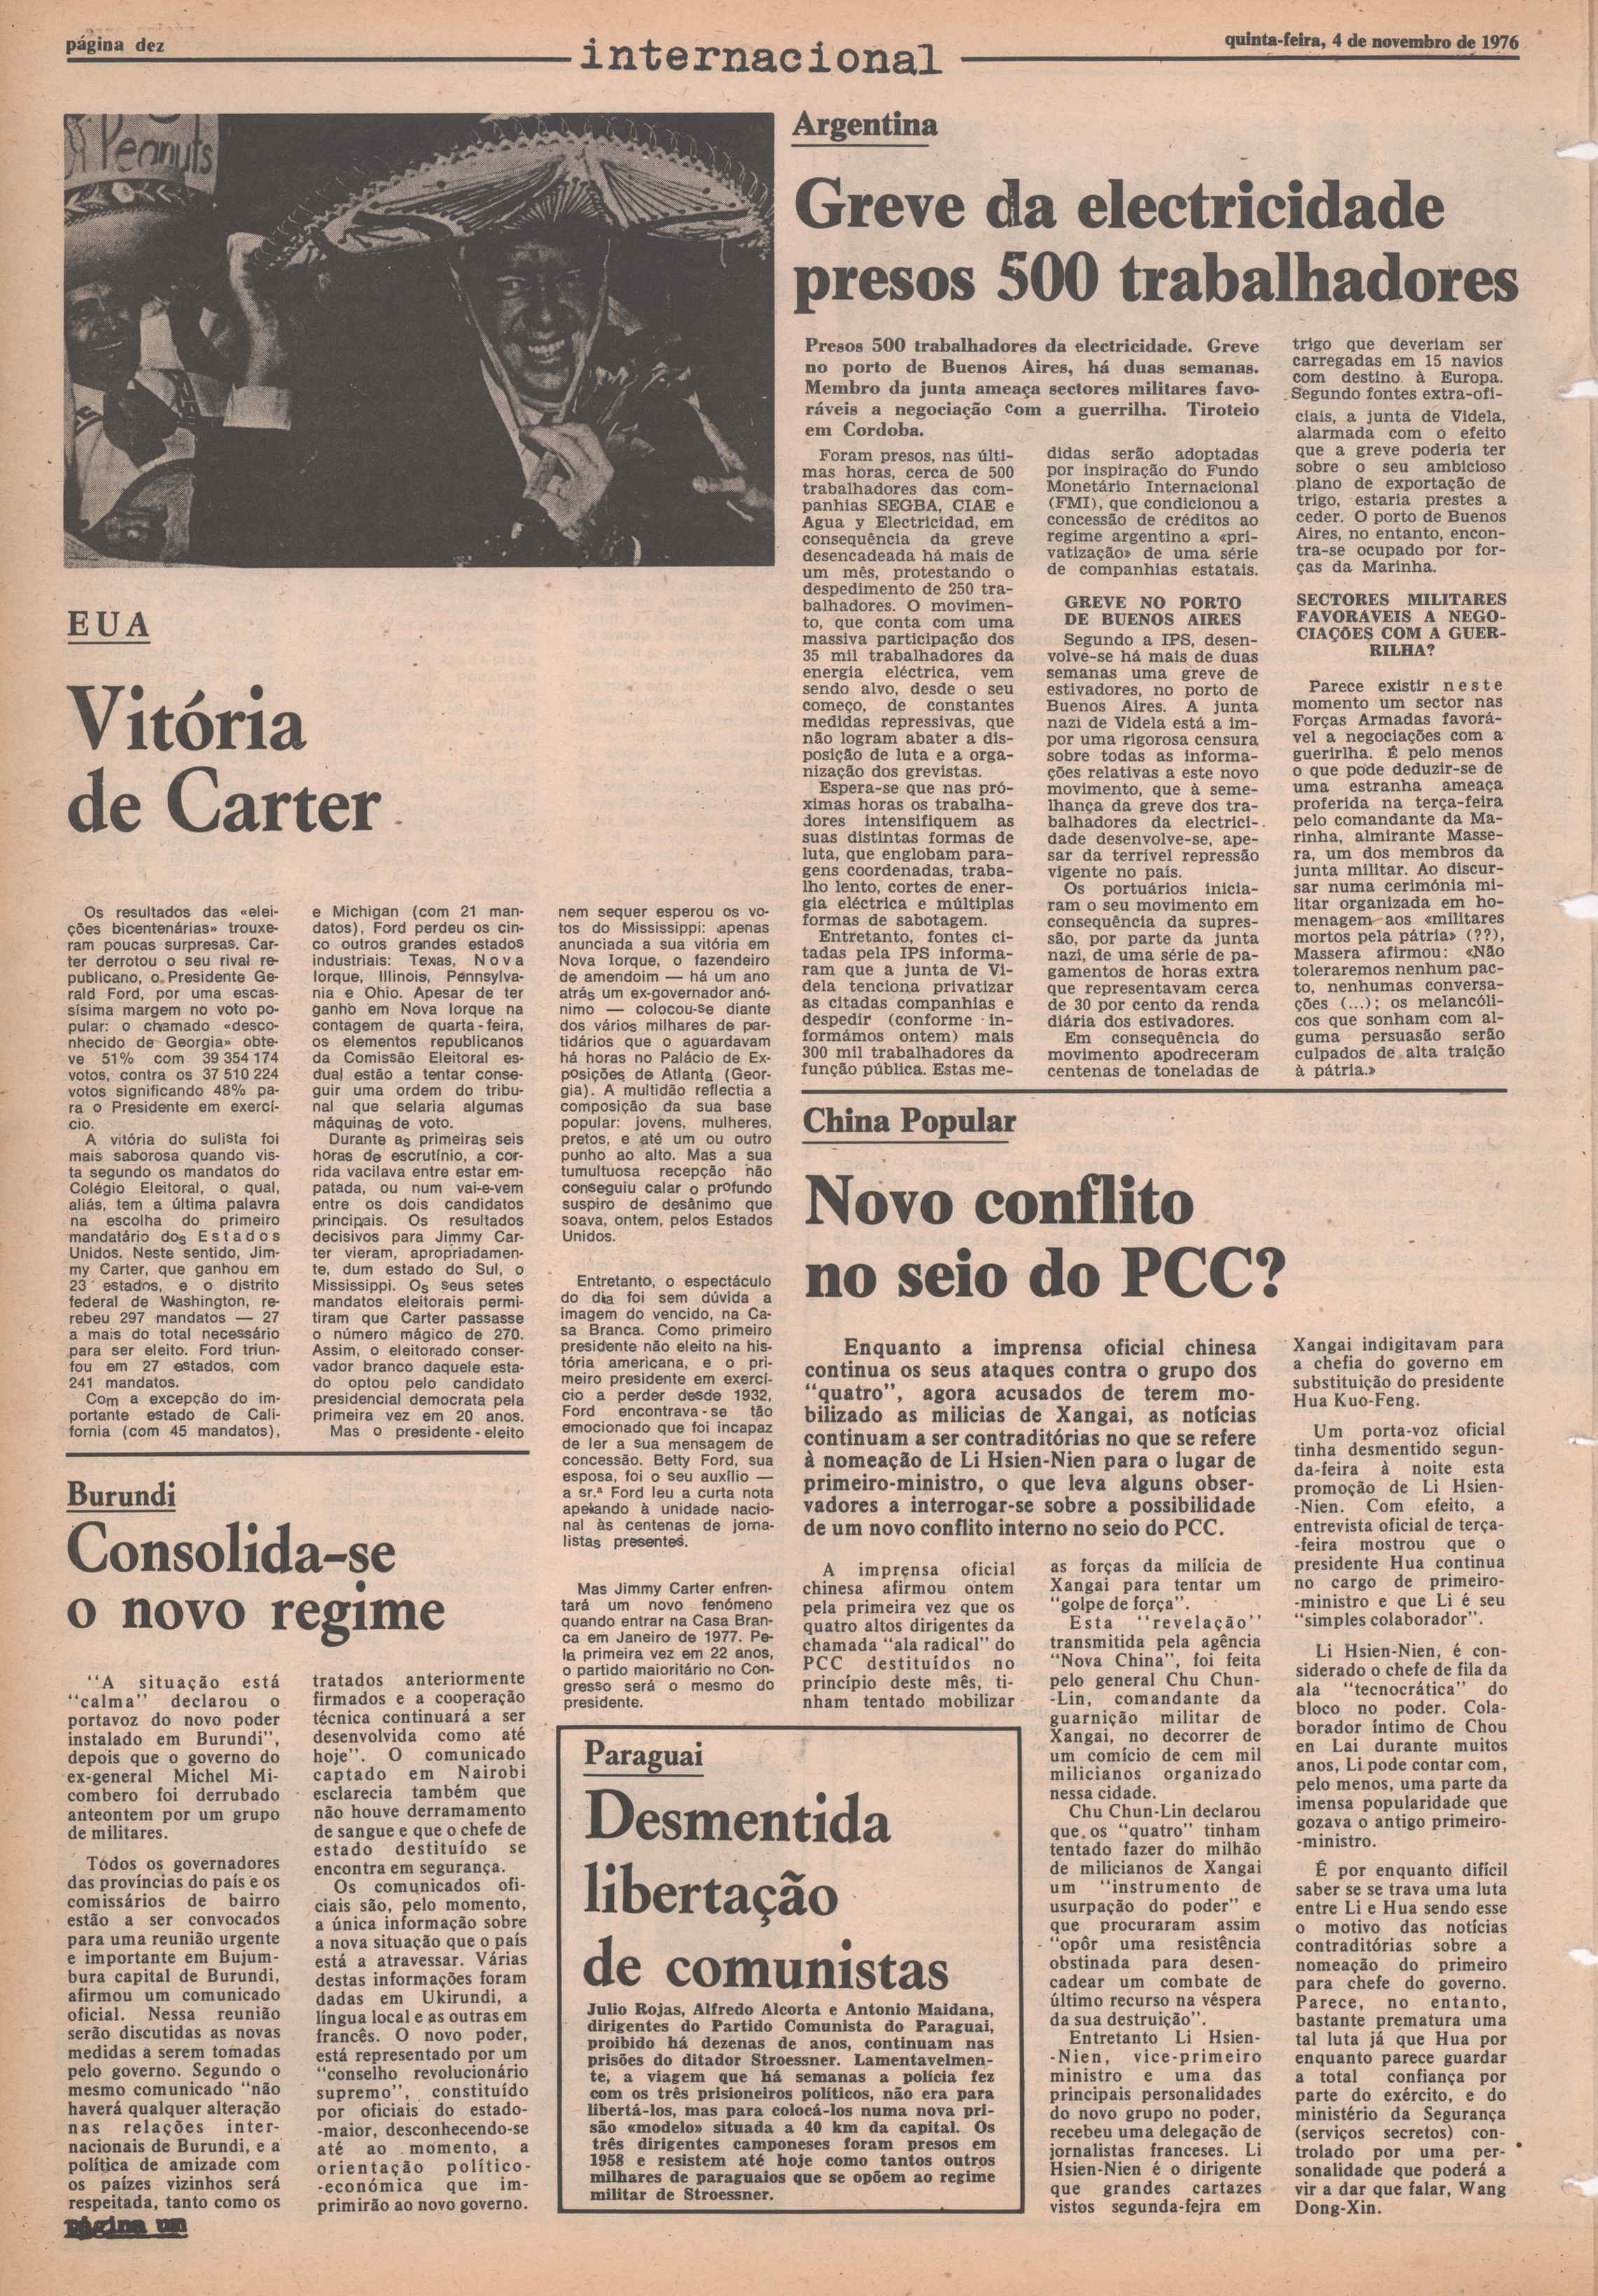 página dez
internacional
quinta-feira, 4 de novembro de 1976
Peanuts
EUA
Vitória
de Carter
Os resultados das «elei-
ções bicentenárias» trouxe-
ram poucas surpresas. Car-
ter derrotou o seu rival re-
publicano, o Presidente Ge-
rald Ford, por uma escas-
síssima margem no voto po-
pular: o chamado «desco-
nhecido de Georgia» obte-
ve 51% com 39 354 174
votos, contra os 37 510 224
votos significando 48% pa-
ra o Presidente em exercí-
cio.
A vitória do sulista foi
mais saborosa quando vis-
ta segundo os mandatos do
Colégio Eleitoral, o qual,
aliás, tem a última palavra
na escolha do primeiro
mandatário dos Estados
Unidos. Neste sentido, Jim-
my Carter, que ganhou em
23 estados, e o distrito
federal de Washington, re-
rebeu 297 mandatos — 27
a mais do total necessário
para ser eleito. Ford triun-
fou em 27 estados, com
241 mandatos.
Com a excepção do im-
portante estado de Cali-
fornia (com 45 mandatos),
e Michigan (com 21 man-
datos), Ford perdeu os cin-
co outros grandes estados
industriais: Texas, Nova
Iorque, Illinois, Pennsylva-
nia e Ohio. Apesar de ter
ganho em Nova Iorque na
contagem de quarta-feira,
os elementos republicanos
da Comissão Eleitoral es-
dual estão a tentar conse-
guir uma ordem do tribu-
nal que selaria algumas
máquinas de voto.
Durante as primeiras seis
horas de escrutínio, a cor-
rida vacilava entre estar em-
patada, ou num vai-e-vem
entre os dois candidatos
principais. Os resultados
decisivos para Jimmy Car-
ter vieram, apropriadamen-
te, dum estado do Sul, o
Mississippi. Os seus setes
mandatos eleitorais permi-
tiram que Carter passasse
o número mágico de 270.
Assim, o eleitorado conser-
vador branco daquele esta-
do optou pelo candidato
presidencial democrata pela
primeira vez em 20 anos.
Mas o presidente-eleito
nem sequer esperou os vo-
tos do Mississippi: apenas
anunciada a sua vitória em
Nova Iorque, o fazendeiro
de amendoim — há um ano
atrás um ex-governador anó-
nimo — colocou-se diante
dos vários milhares de par-
tidários que o aguardavam
há horas no Palácio de Ex-
posições de Atlanta (Geor-
gia). A multidão reflectia a
composição da sua base
popular: jovens, mulheres,
pretos, e até um ou outro
punho ao alto. Mas a sua
tumultuosa recepção não
conseguiu calar o profundo
suspiro de desânimo que
soava, ontem, pelos Estados
Unidos.
Entretanto, o espectáculo
do dia foi sem dúvida a
imagem do vencido, na Ca-
sa Branca. Como primeiro
presidente não eleito na his-
tória americana, e o pri-
meiro presidente em exercí-
cio a perder desde 1932,
Ford encontrava-se tão
emocionado que foi incapaz
de ler a sua mensagem de
concessão. Betty Ford, sua
esposa, foi o seu auxílio —
a sr.ª Ford leu a curta nota
apelando à unidade nacio-
nal às centenas de jorna-
listas presentes.
Mas Jimmy Carter enfren-
tará um novo fenómeno
quando entrar na Casa Bran-
ca em Janeiro de 1977. Pe-
la primeira vez em 22 anos,
o partido maioritário no Con-
gresso será o mesmo do
presidente.
Argentina
Greve da electricidade
presos 500 trabalhadores
Presos 500 trabalhadores da electricidade. Greve
no porto de Buenos Aires, há duas semanas.
Membro da junta ameaça sectores militares favo-
ráveis a negociação com a guerrilha. Tiroteio
em Cordoba.
Foram presos, nas últi-
mas horas, cerca de 500
trabalhadores das com-
panhias SEGBA, CIAE e
Agua y Electricidad, em
consequência da greve
desencadeada há mais de
um mês, protestando o
despedimento de 250 tra-
balhadores. O movimen-
to, que conta com uma
massiva participação dos
35 mil trabalhadores da
energia eléctrica, vem
sendo alvo, desde o seu
começo, de constantes
medidas repressivas, que
não logram abater a dis-
posição de luta e a orga-
nização dos grevistas.
Espera-se que nas pró-
ximas horas os trabalha-
dores intensifiquem as
suas distintas formas de
luta, que englobam para-
gens coordenadas, traba-
lho lento, cortes de ener-
gia eléctrica e múltiplas
formas de sabotagem.
Entretanto, fontes ci-
tadas pela IPS informa-
ram que a junta de Vi-
dela tenciona privatizar
as citadas companhias e
despedir (conforme in-
formámos ontem) mais
300 mil trabalhadores da
função pública. Estas me-
didas serão adoptadas
por inspiração do Fundo
Monetário Internacional
(FMI), que condicionou a
concessão de créditos ao
regime argentino a «pri-
vatização» de uma série
de companhias estatais.
GREVE NO PORTO
DE BUENOS AIRES
Segundo a IPS, desen-
volve-se há mais de duas
semanas uma greve de
estivadores, no porto de
Buenos Aires. A junta
nazi de Videla está a im-
por uma rigorosa censura
sobre todas as informa-
ções relativas a este novo
movimento, que à seme-
lhança da greve dos tra-
balhadores da electrici-
dade desenvolve-se, ape-
sar da terrível repressão
vigente no país.
Os portuários inicia-
ram o seu movimento em
consequência da supres-
são, por parte da junta
nazi, de uma série de pa-
gamentos de horas extra
que representavam cerca
de 30 por cento da renda
diária dos estivadores.
Em consequência do
movimento apodreceram
centenas de toneladas de
trigo que deveriam ser
carregadas em 15 navios
com destino à Europa.
Segundo fontes extra-ofi-
ciais, a junta de Videla,
alarmada com o efeito
que a greve poderia ter
sobre o seu ambicioso
plano de exportação de
trigo, estaria prestes a
ceder. O porto de Buenos
Aires, no entanto, encon-
tra-se ocupado por for-
ças da Marinha.
SECTORES MILITARES
FAVORÁVEIS A NEGO-
CIAÇÕES COM A GUER-
RILHA?
Parece existir neste
momento um sector nas
Forças Armadas favorá-
vel a negociações com a
guerirlha. É pelo menos
o que pode deduzir-se de
uma estranha ameaça
proferida na terça-feira
pelo comandante da Ma-
rinha, almirante Masse-
ra, um dos membros da
junta militar. Ao discur-
sar numa cerimónia mi-
litar organizada em ho-
menagem aos «militares
mortos pela pátria» (??),
Massera afirmou: «Não
toleraremos nenhum pac-
to, nenhumas conversa-
ções (...); os melancóli-
cos que sonham com al-
guma persuasão serão
culpados de alta traição
à pátria.»
China Popular
Novo conflito
no seio do PCC?
Enquanto a imprensa oficial chinesa
continua os seus ataques contra o grupo dos
"quatro", agora acusados de terem mo-
bilizado as milicias de Xangai, as notícias
continuam a ser contraditórias no que se refere
à nomeação de Li Hsien-Nien para o lugar de
primeiro-ministro, o que leva alguns obser-
vadores a interrogar-se sobre a possibilidade
de um novo conflito interno no seio do PCC.
A imprensa oficial
chinesa afirmou ontem
pela primeira vez que os
quatro altos dirigentes da
chamada "ala radical" do
PCC destituídos no
princípio deste mês, ti-
nham tentado mobilizar
as forças da milícia de
Xangai para tentar um
"golpe de força".
Esta "revelação"
transmitida pela agência
"Nova China", foi feita
pelo general Chu Chun-
-Lin, comandante da
guarnição militar de
Xangai, no decorrer de
um comício de cem mil
milicianos organizado
nessa cidade.
Chu Chun-Lin declarou
que os "quatro" tinham
tentado fazer do milhão
de milicianos de Xangai
um "instrumento de
usurpação do poder" e
que procuraram assim
"opôr uma resistência
obstinada para desen-
cadear um combate de
último recurso na véspera
da sua destruição".
Entretanto Li Hsien-
-Nien, vice-primeiro
ministro e uma das
principais personalidades
do novo grupo no poder,
recebeu uma delegação de
jornalistas franceses. Li
Hsien-Nien é o dirigente
que grandes cartazes
vistos segunda-feira em
Xangai indigitavam para
a chefia do governo em
substituição do presidente
Hua Kuo-Feng.
Um porta-voz oficial
tinha desmentido segun-
da-feira à noite esta
promoção de Li Hsien-
-Nien. Com efeito, a
entrevista oficial de terça-
-feira mostrou que o
presidente Hua continua
no cargo de primeiro-
-ministro e que Li é seu
"simples colaborador".
Li Hsien-Nien, é con-
siderado o chefe de fila da
ala "tecnocrática" do
bloco no poder. Cola-
borador íntimo de Chou
en Lai durante muitos
anos, Li pode contar com,
pelo menos, uma parte da
imensa popularidade que
gozava o antigo primeiro-
-ministro.
É por enquanto difícil
saber se se trava uma luta
entre Li e Hua sendo esse
o motivo das notícias
contraditórias sobre a
nomeação do primeiro
para chefe do governo.
Parece, no entanto,
bastante prematura uma
tal luta já que Hua por
enquanto parece guardar
a total confiança por
parte do exército, e do
ministério da Segurança
(serviços secretos) con-
trolado por uma per-
sonalidade que poderá a
vir a dar que falar, Wang
Dong-Xin.
Burundi
Consolida-se
o novo regime
"A situação está
"calma" declarou o
portavoz do novo poder
instalado em Burundi",
depois que o governo do
ex-general Michel Mi-
combero foi derrubado
anteontem por um grupo
de militares.
Todos os governadores
das províncias do país e os
comissários de bairro
estão a ser convocados
para uma reunião urgente
e importante em Bujum-
bura capital de Burundi,
afirmou um comunicado
oficial. Nessa reunião
serão discutidas as novas
medidas a serem tomadas
pelo governo. Segundo o
mesmo comunicado "não
haverá qualquer alteração
nas relações inter-
nacionais de Burundi, e a
política de amizade com
os paízes vizinhos será
respeitada, tanto como os
tratados anteriormente
firmados e a cooperação
técnica continuará a ser
desenvolvida como até
hoje". O comunicado
captado em Nairobi
esclarecia também que
não houve derramamento
de sangue e que o chefe de
estado destituído se
encontra em segurança.
Os comunicados ofi-
ciais são, pelo momento,
a única informação sobre
a nova situação que o país
está a atravessar. Várias
destas informações foram
dadas em Ukirundi, a
língua local e as outras em
francês. O novo poder,
está representado por um
"conselho revolucionário
supremo", constituído
por oficiais do estado-
-maior, desconhecendo-se
até ao momento, a
orientação político-
-económica que im-
primirão ao novo governo.
Paraguai
Desmentida
libertação
de comunistas
Julio Rojas, Alfredo Alcorta e Antonio Maidana,
dirigentes do Partido Comunista do Paraguai,
proibido há dezenas de anos, continuam nas
prisões do ditador Stroessner. Lamentavelmen-
te, a viagem que há semanas a polícia fez
com os três prisioneiros políticos, não era para
libertá-los, mas para colocá-los numa nova pri-
são «modelo» situada a 40 km da capital. Os
três dirigentes camponeses foram presos em
1958 e resistem até hoje como tantos outros
milhares de paraguaios que se opõem ao regime
militar de Stroessner.
página um